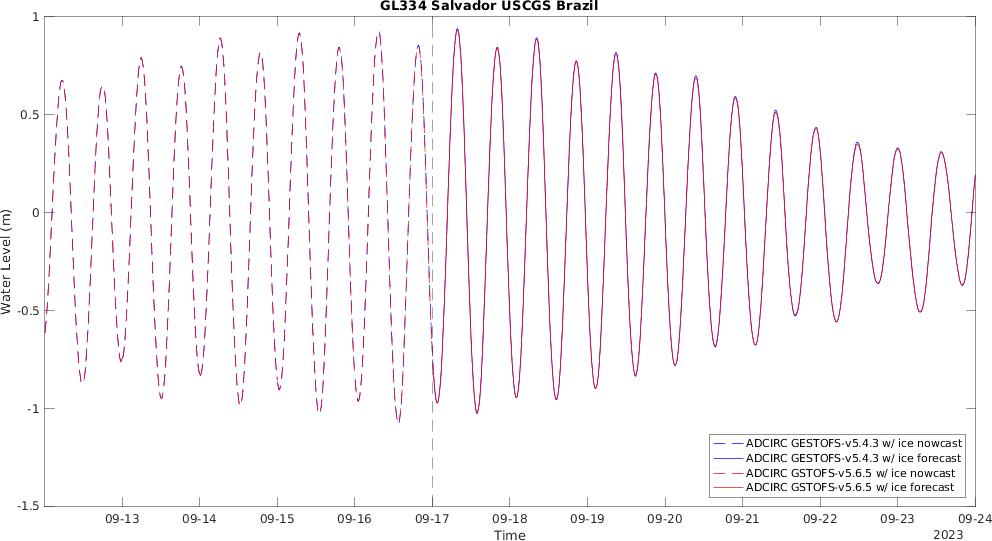 GL334 Salvador USCGS Brazil
1
0.5
0
-0.5
-1
-1.5
Water Level (m)
ADCIRC GESTOFS-v5.4.3 w/ ice nowcast
ADCIRC GESTOFS-v5.4.3 w/ ice forecast
ADCIRC GSTOFS-v5.6.5 w/ ice nowcast
ADCIRC GSTOFS-v5.6.5 w/ ice forecast
09-13 09-14 09-15 09-16 09-17 09-18 09-19 09-20 09-21 09-22 09-23 09-24
Time
2023